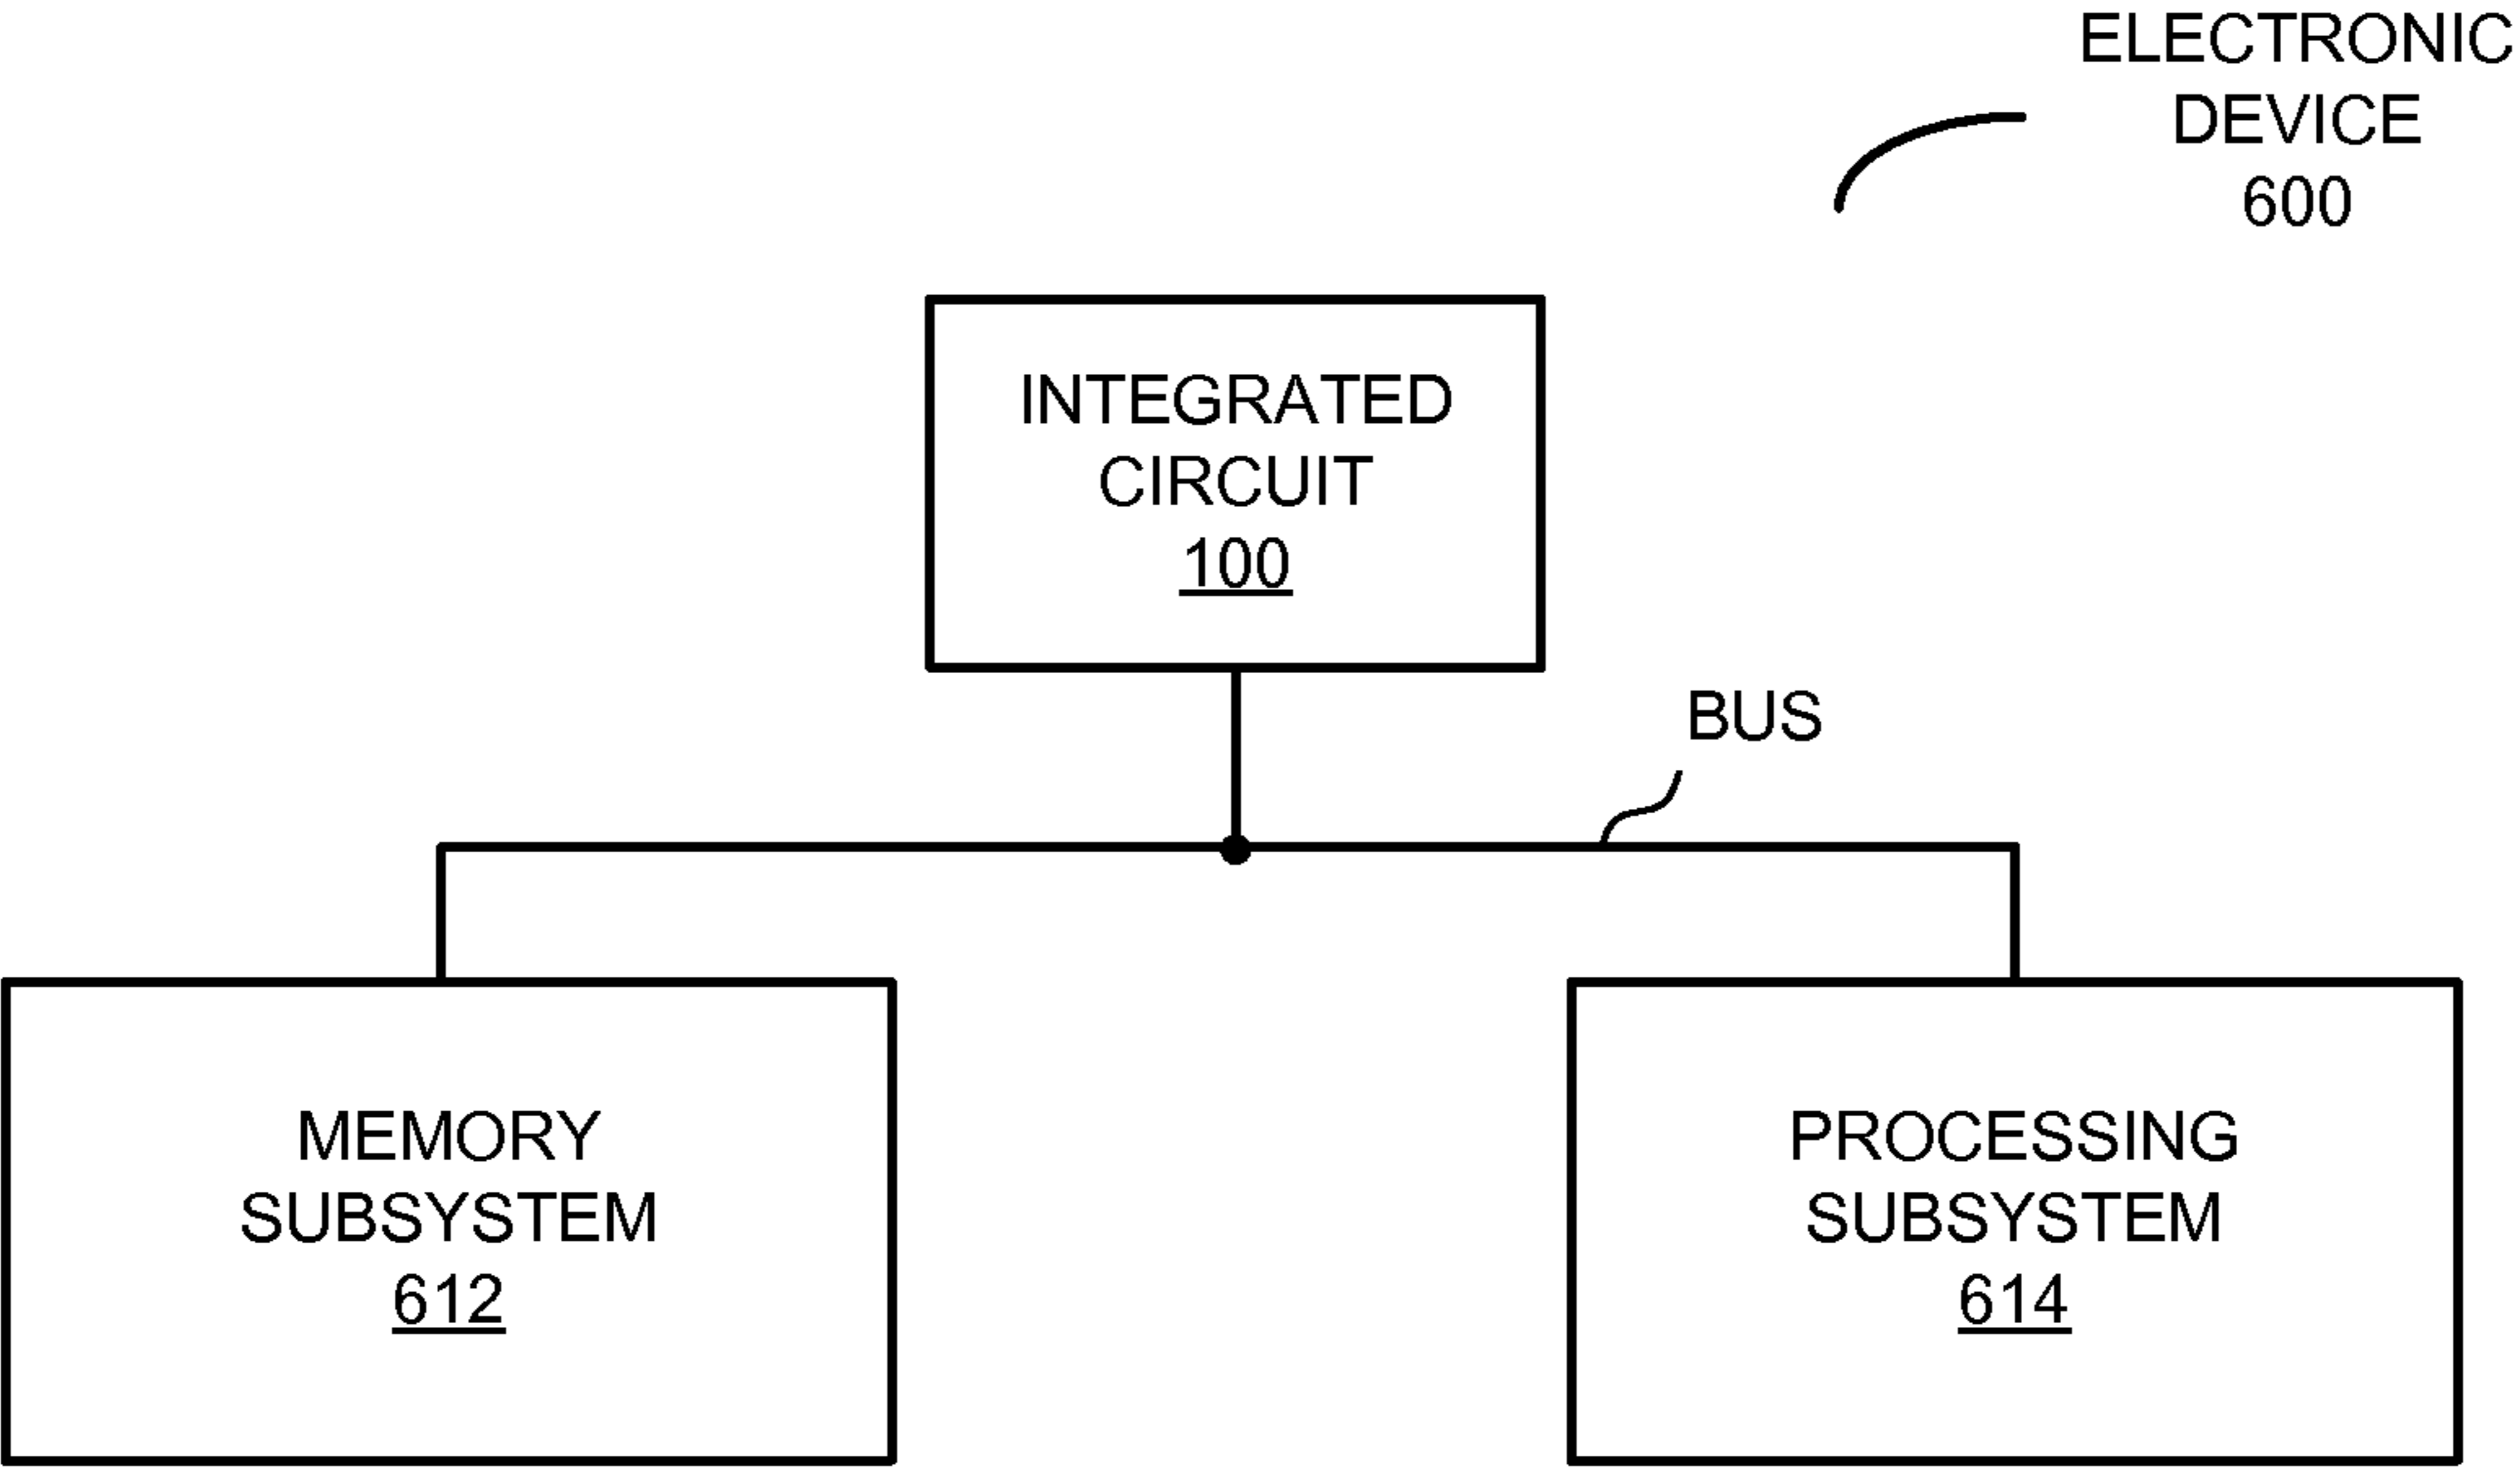 ELECTRONIC
DEVICE
600
INTEGRATED
CIRCUIT
100
BUS
MEMORY
SUBSYSTEM
612
PROCESSING
SUBSYSTEM
614